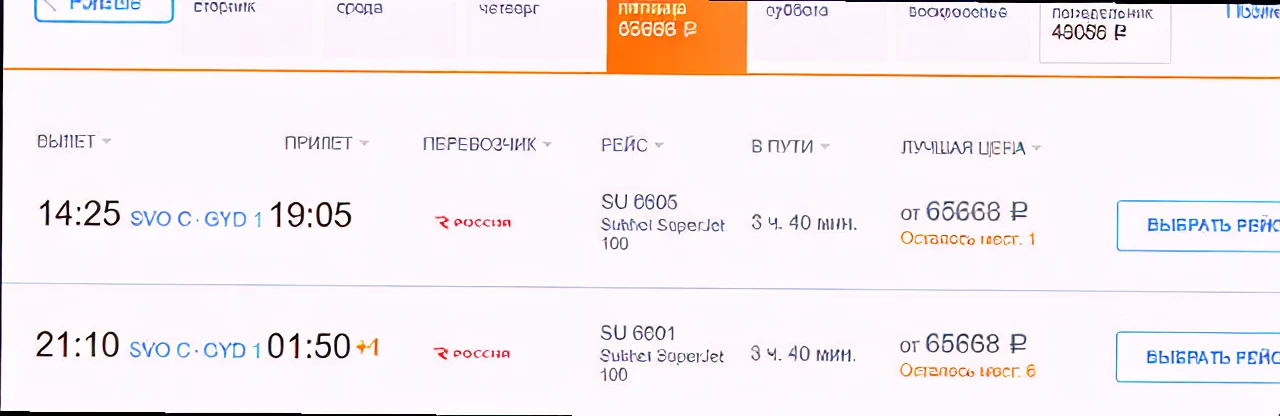 Раньше вторник среда четверг пятница суббота воскресенье понедельник
65668 ₽ 48056 ₽
ВЫЛЕТ ПРИЛЕТ ПЕРЕВОЗЧИК РЕЙС В ПУТИ ЛУЧШАЯ ЦЕНА
14:25 SVO C · GYD 1 19:05 РОССИЯ SU 6605 3 ч. 40 мин. от 65668 ₽ ВЫБРАТЬ РЕЙС
Sukhoi SuperJet Осталось мест: 1
100
21:10 SVO C · GYD 1 01:50 +1 РОССИЯ SU 6601 3 ч. 40 мин. от 65668 ₽ ВЫБРАТЬ РЕЙС
Sukhoi SuperJet Осталось мест: 6
100